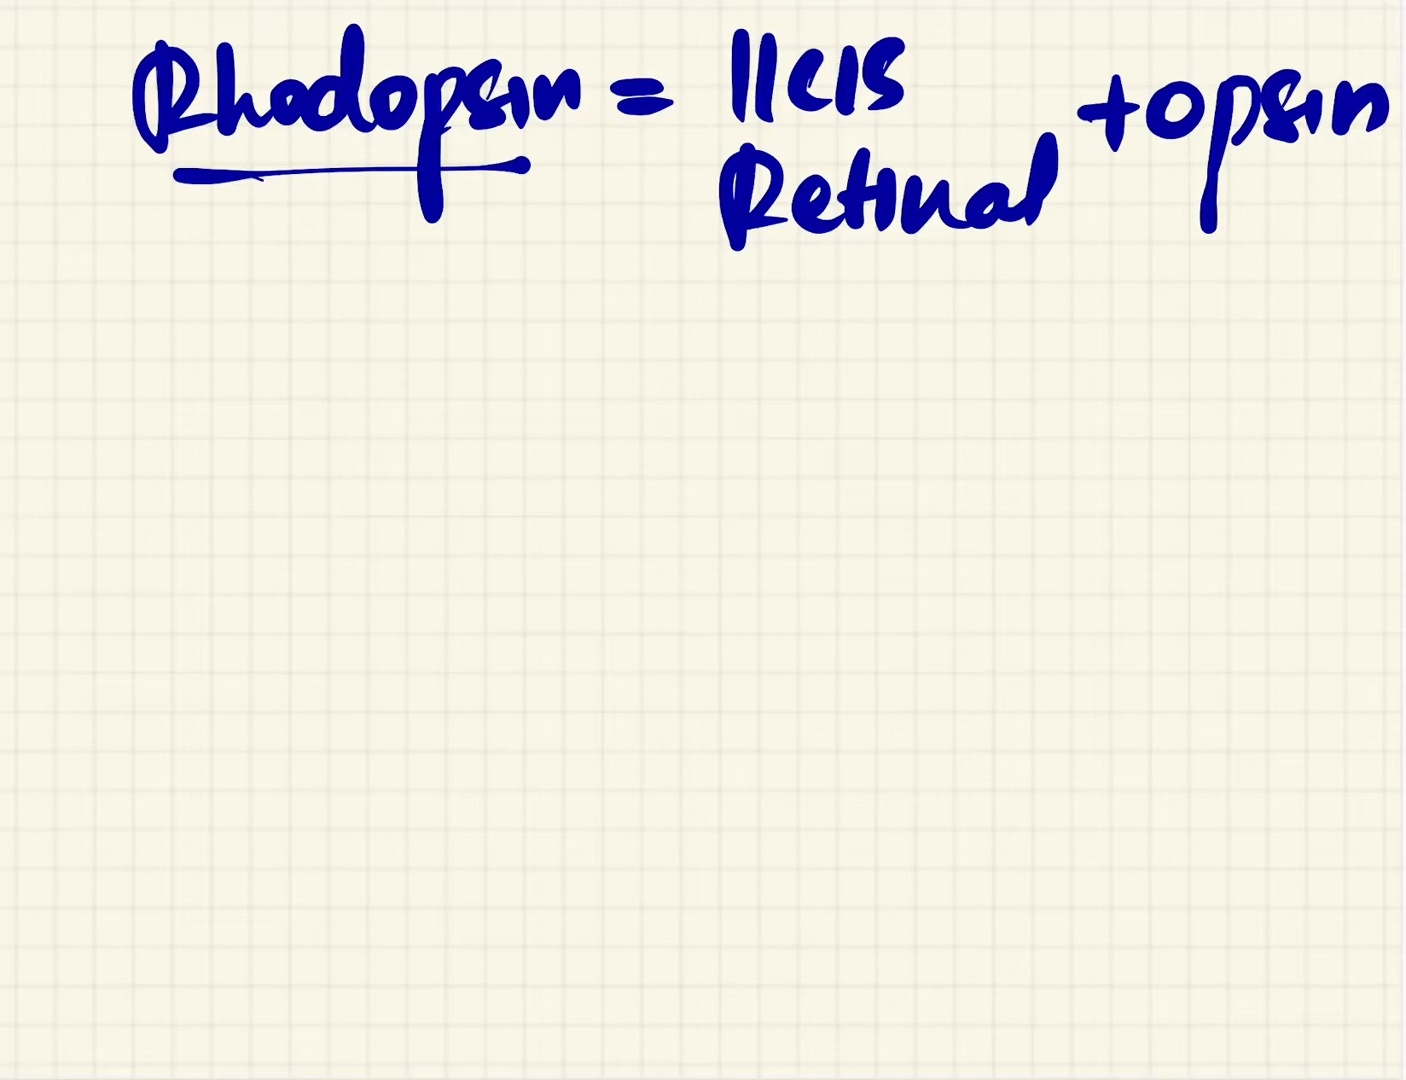 Rhodopsin = 11cis + opsin
Retinal